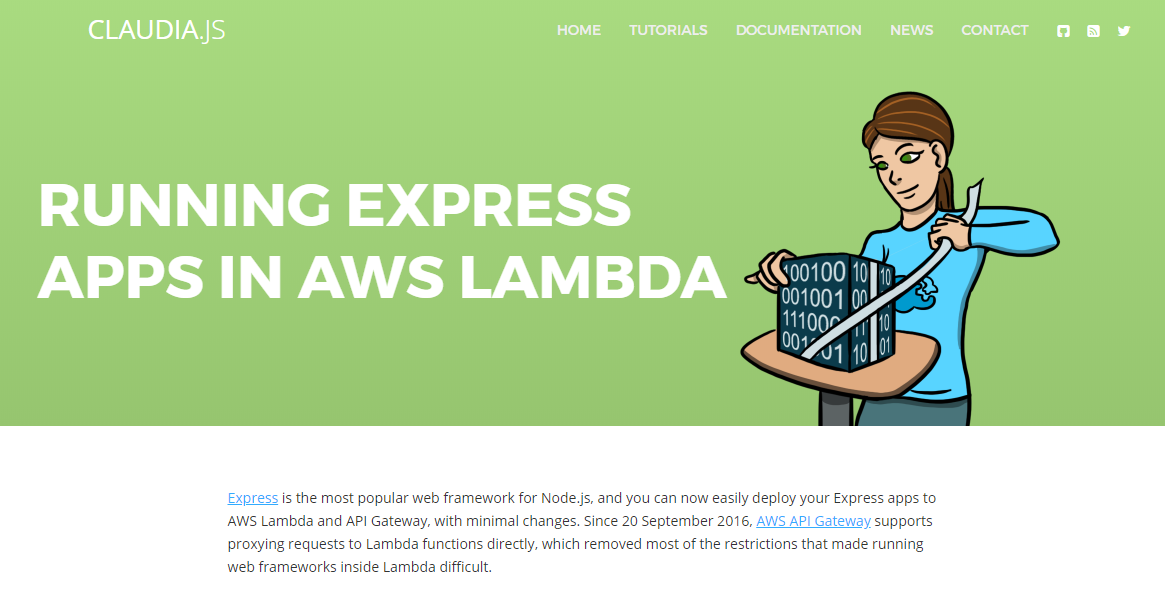 CLAUDIA.JS
HOME TUTORIALS DOCUMENTATION NEWS CONTACT
RUNNING EXPRESS
APPS IN AWS LAMBDA
100100 10
001001 00
111000 11 10
001 01 10 01
Express is the most popular web framework for Node.js, and you can now easily deploy your Express apps to
AWS Lambda and API Gateway, with minimal changes. Since 20 September 2016, AWS API Gateway supports
proxying requests to Lambda functions directly, which removed most of the restrictions that made running
web frameworks inside Lambda difficult.